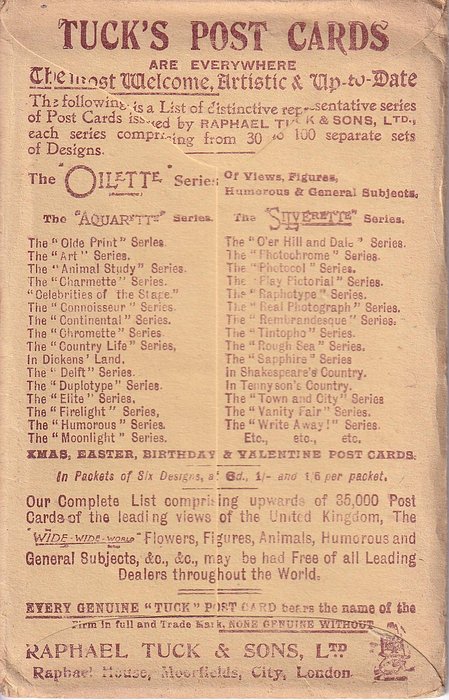 TUCK'S POST CARDS
ARE EVERYWHERE
The most Welcome, Artistic & Up-to-Date
The following is a List of distinctive representative series
of Post Cards issued by RAPHAEL TUCK & SONS, LTD.,
each series comprising from 30 to 100 separate sets
of Designs.
The "OILETTE" Series Of Views, Figures,
Humorous & General Subjects.
The "AQUARETTE" Series. The "SILVERETTE" Series.
The "Olde Print" Series. The "O'er Hill and Dale" Series.
The "Art" Series. The "Photochrome" Series.
The "Animal Study" Series. The "Photocol" Series.
The "Charmette" Series. The "Play Pictorial" Series.
"Celebrities of the Stage." The "Raphotype" Series.
The "Connoisseur" Series. The "Real Photograph" Series.
The "Continental" Series. The "Rembrandesque" Series.
The "Chromette" Series. The "Tintopho" Series.
The "Country Life" Series, The "Rough Sea" Series.
In Dickens' Land. The "Sapphire" Series
The "Delft" Series. In Shakespeare's Country.
The "Duplotype" Series. In Tennyson's Country.
The "Elite" Series, The "Town and City" Series
The "Firelight" Series, The "Vanity Fair" Series.
The "Humorous" Series. The "Write Away!" Series.
The "Moonlight" Series. Etc., etc., etc.
XMAS, EASTER, BIRTHDAY & VALENTINE POST CARDS.
In Packets of Six Designs, at 6d., 1/- and 1/6 per packet.
Our Complete List comprising upwards of 35,000 Post
Cards of the leading views of the United Kingdom, The
"WIDE-WIDE-WORLD" Flowers, Figures, Animals, Humorous and
General Subjects, &c., &c., may be had Free of all Leading
Dealers throughout the World.
EVERY GENUINE "TUCK" POST CARD bears the name of the
Firm in full and Trade Mark, NONE GENUINE WITHOUT
RAPHAEL TUCK & SONS, LTD
Raphael House, Moorfields, City, London